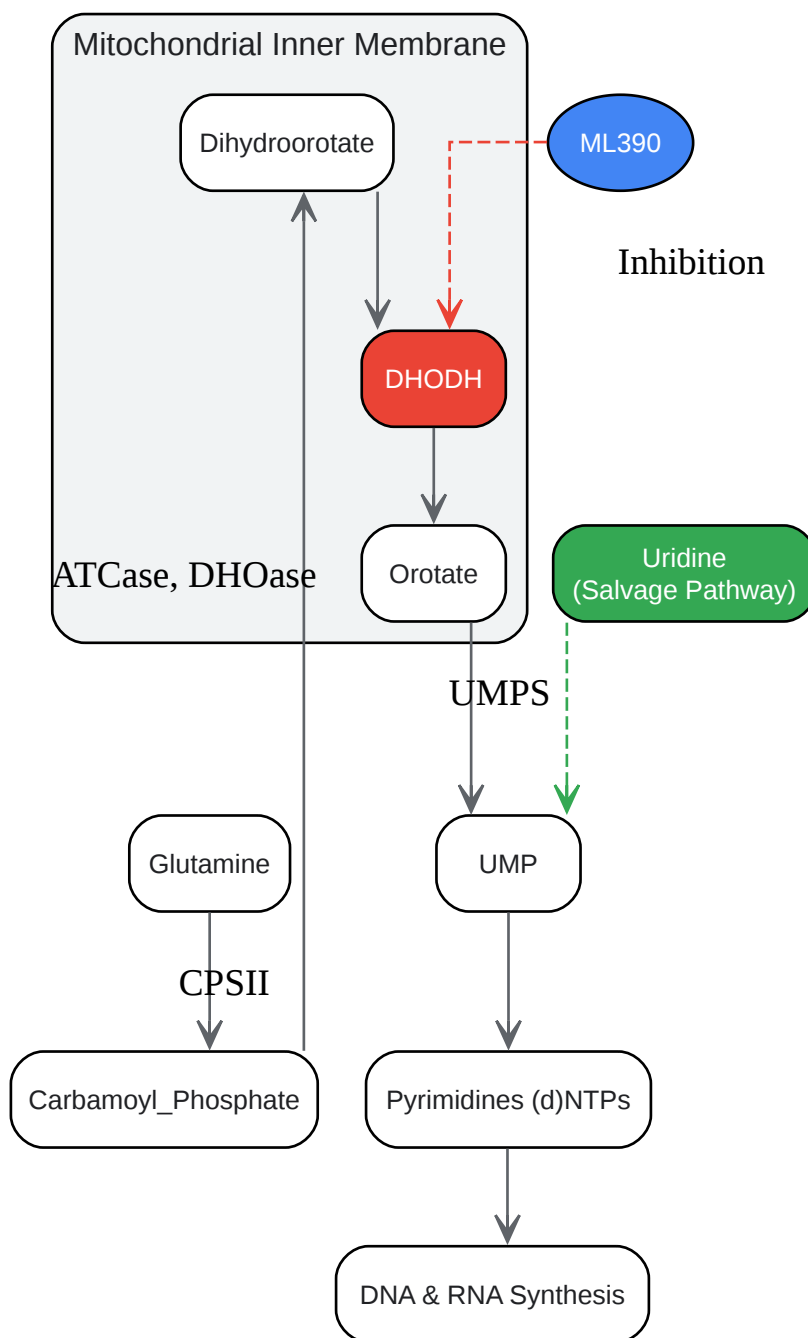 Mitochondrial Inner Membrane
Dihydroorotate
ML390
Inhibition
DHODH
ATCase, DHOase
Orotate
Uridine
(Salvage Pathway)
UMPS
Glutamine
UMP
CPSII
Carbamoyl_Phosphate
Pyrimidines (d)NTPs
DNA & RNA Synthesis